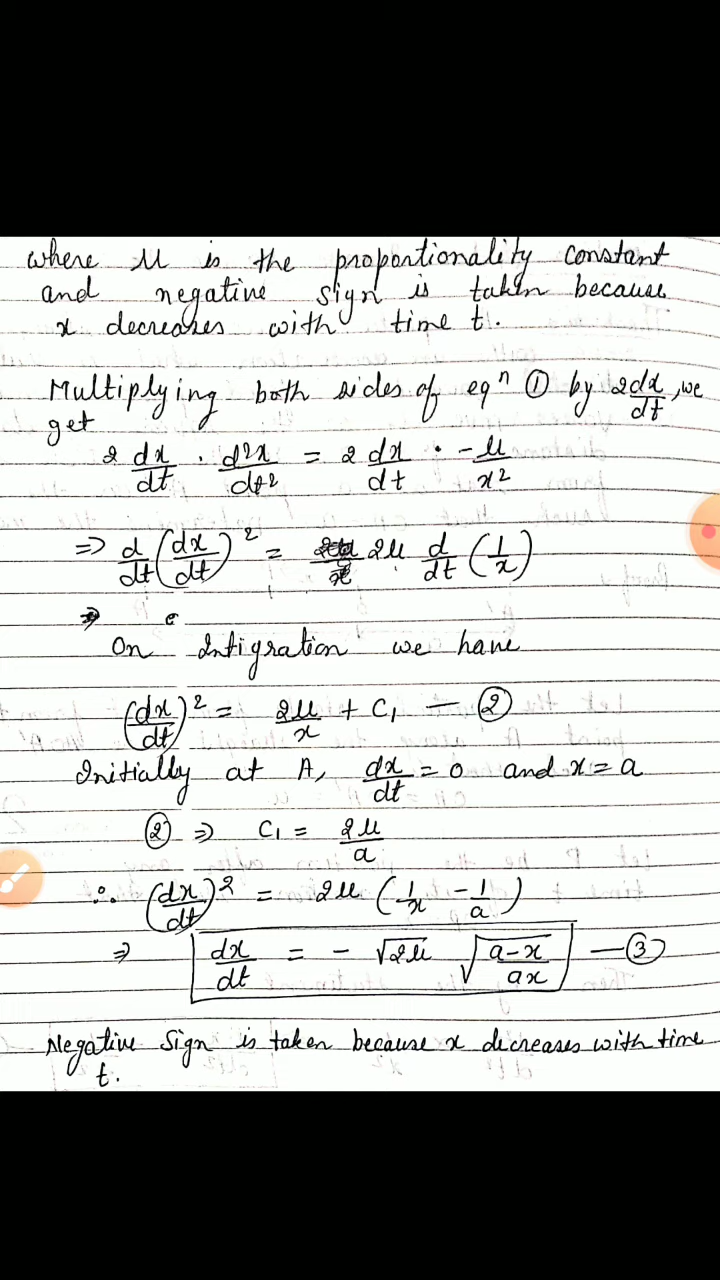 where μ is the proportionality constant
and negative sign is taken because
x decreases with time t.
Multiplying both sides of eqⁿ ① by 2dx/dt, we
get
2 dx/dt . d²x/dt² = 2 dx/dt . -μ/x²
=> d/dt (dx/dt)² = 2μ d/dt (1/x)
On Intigration we have
(dx/dt)² = 2μ/x + C₁ — ②
Initially at A, dx/dt = 0 and x = a
② => C₁ = 2μ/a
∴ (dx/dt)² = 2μ (1/x - 1/a)
=> dx/dt = - √2μ √(a-x/ax) — ③
Negative Sign is taken because x decreases with time
t.